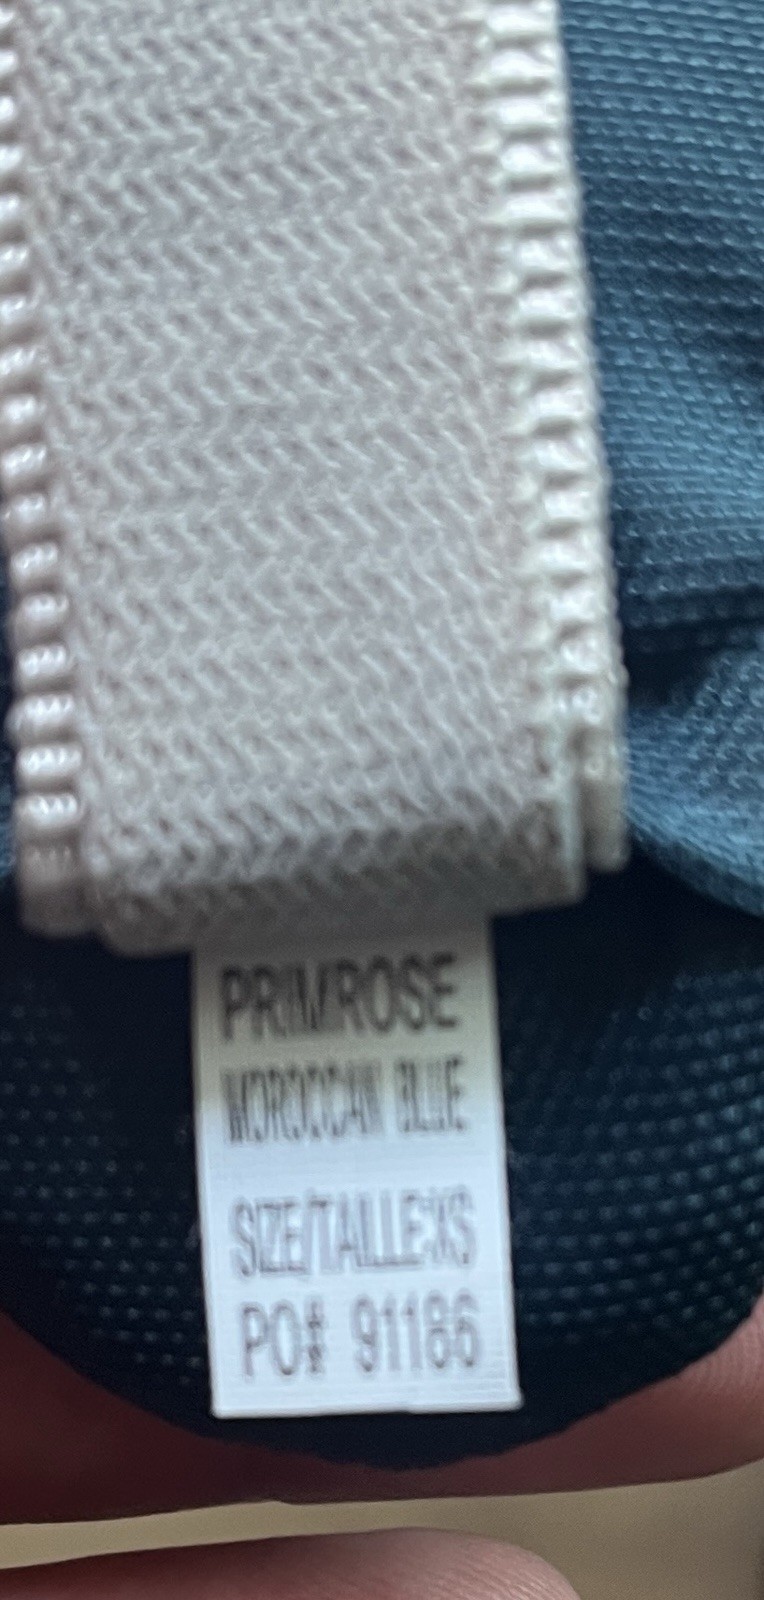 PRIMROSE
MOROCCAN BLUE
SIZE/TAILLE:XS
PO# 91186